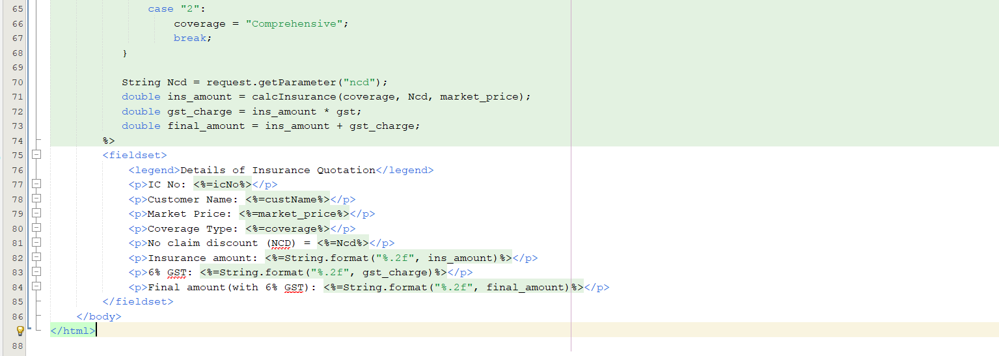 65 case "2":
66 coverage = "Comprehensive";
67 break;
68 }
69
70 String Ncd = request.getParameter("ncd");
71 double ins_amount = calcInsurance(coverage, Ncd, market_price);
72 double gst_charge = ins_amount * gst;
73 double final_amount = ins_amount + gst_charge;
74 %>
75 <fieldset>
76 <legend>Details of Insurance Quotation</legend>
77 <p>IC No: <%=icNo%></p>
78 <p>Customer Name: <%=custName%></p>
79 <p>Market Price: <%=market_price%></p>
80 <p>Coverage Type: <%=coverage%></p>
81 <p>No claim discount (NCD) = <%=Ncd%></p>
82 <p>Insurance amount: <%=String.format("%.2f", ins_amount)%></p>
83 <p>6% GST: <%=String.format("%.2f", gst_charge)%></p>
84 <p>Final amount(with 6% GST): <%=String.format("%.2f", final_amount)%></p>
85 </fieldset>
86 </body>
</html>
88